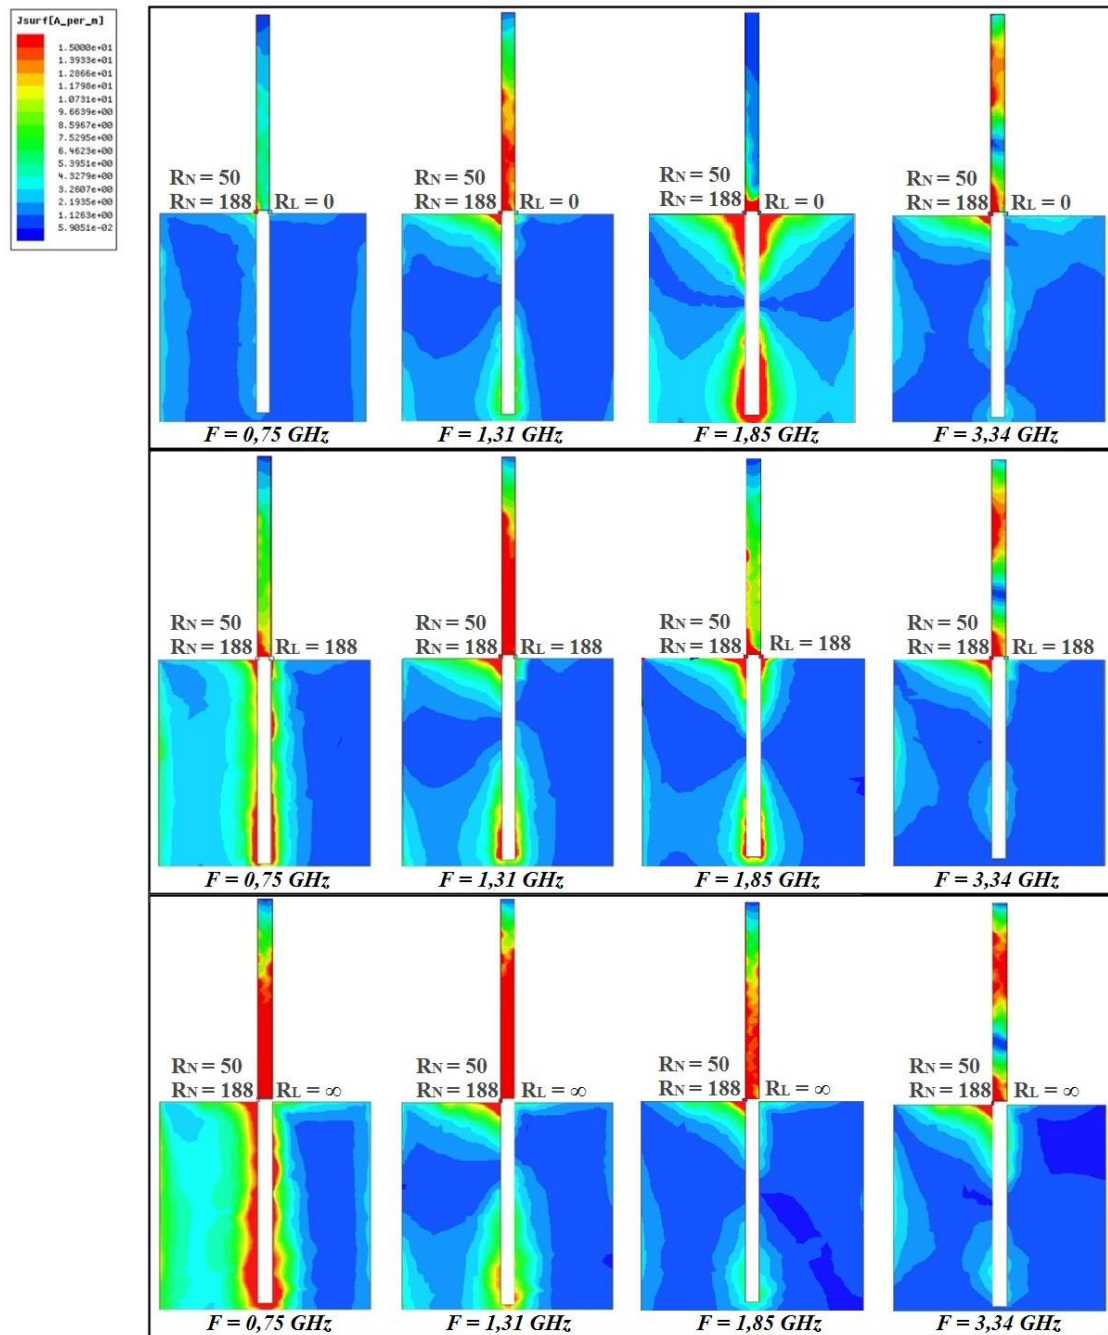 Jsurf[A_per_m]
1.5000e+01
1.3933e+01
1.2866e+01
1.1798e+01
1.0731e+01
9.6639e+00
8.5967e+00
7.5295e+00
6.4623e+00
5.3951e+00
4.3279e+00
3.2607e+00
2.1935e+00
1.1263e+00
5.9051e-02
RN = 50 RN = 50 RN = 50 RN = 50
RN = 188 RL = 0 RN = 188 RL = 0 RN = 188 RL = 0 RN = 188 RL = 0
F = 0,75 GHz F = 1,31 GHz F = 1,85 GHz F = 3,34 GHz
RN = 50 RN = 50 RN = 50 RN = 50
RN = 188 RL = 188 RN = 188 RL = 188 RN = 188 RL = 188 RN = 188 RL = 188
F = 0,75 GHz F = 1,31 GHz F = 1,85 GHz F = 3,34 GHz
RN = 50 RN = 50 RN = 50 RN = 50
RN = 188 RL = ∞ RN = 188 RL = ∞ RN = 188 RL = ∞ RN = 188 RL = ∞
F = 0,75 GHz F = 1,31 GHz F = 1,85 GHz F = 3,34 GHz